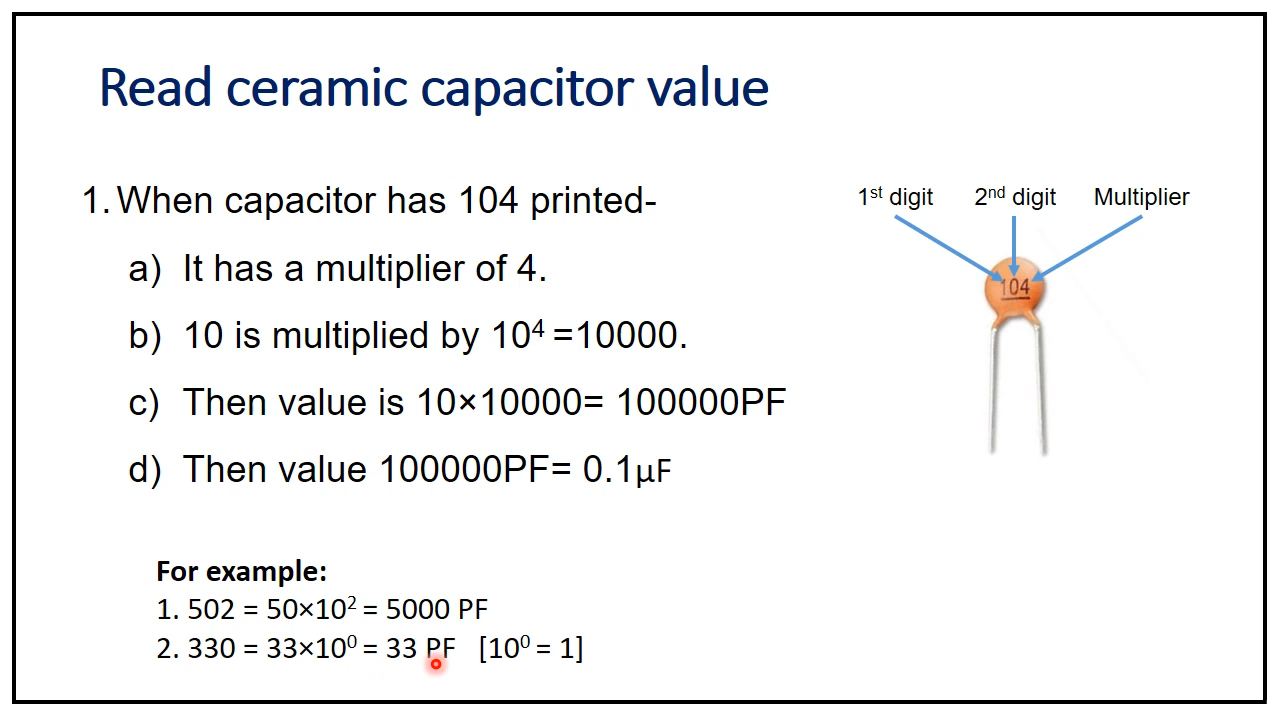 Read ceramic capacitor value
1. When capacitor has 104 printed-
a) It has a multiplier of 4.
b) 10 is multiplied by 10⁴ =10000.
c) Then value is 10×10000= 100000PF
d) Then value 100000PF= 0.1µF
1st digit 2nd digit Multiplier
104
For example:
1. 502 = 50×10² = 5000 PF
2. 330 = 33×10⁰ = 33 PF [10⁰ = 1]